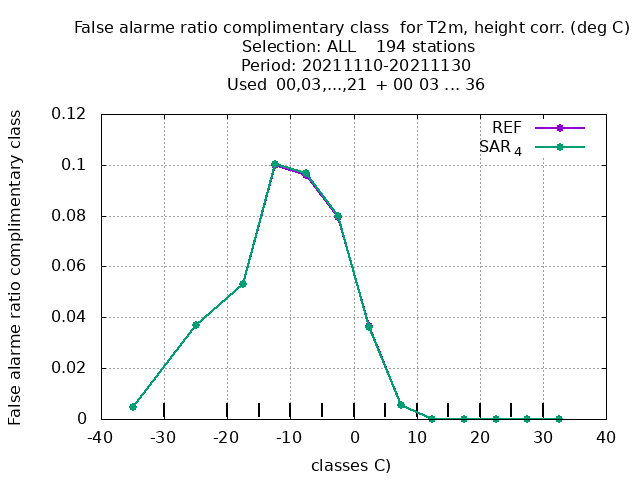 False alarme ratio complimentary class  for T2m, height corr. (deg C)
Selection: ALL    194 stations
Period: 20211110-20211130
Used  00,03,...,21  + 00 03 ... 36
False alarme ratio complimentary class
0.12
0.1
0.08
0.06
0.04
0.02
0
REF
SAR 4
-40 -30 -20 -10 0 10 20 30 40
classes C)